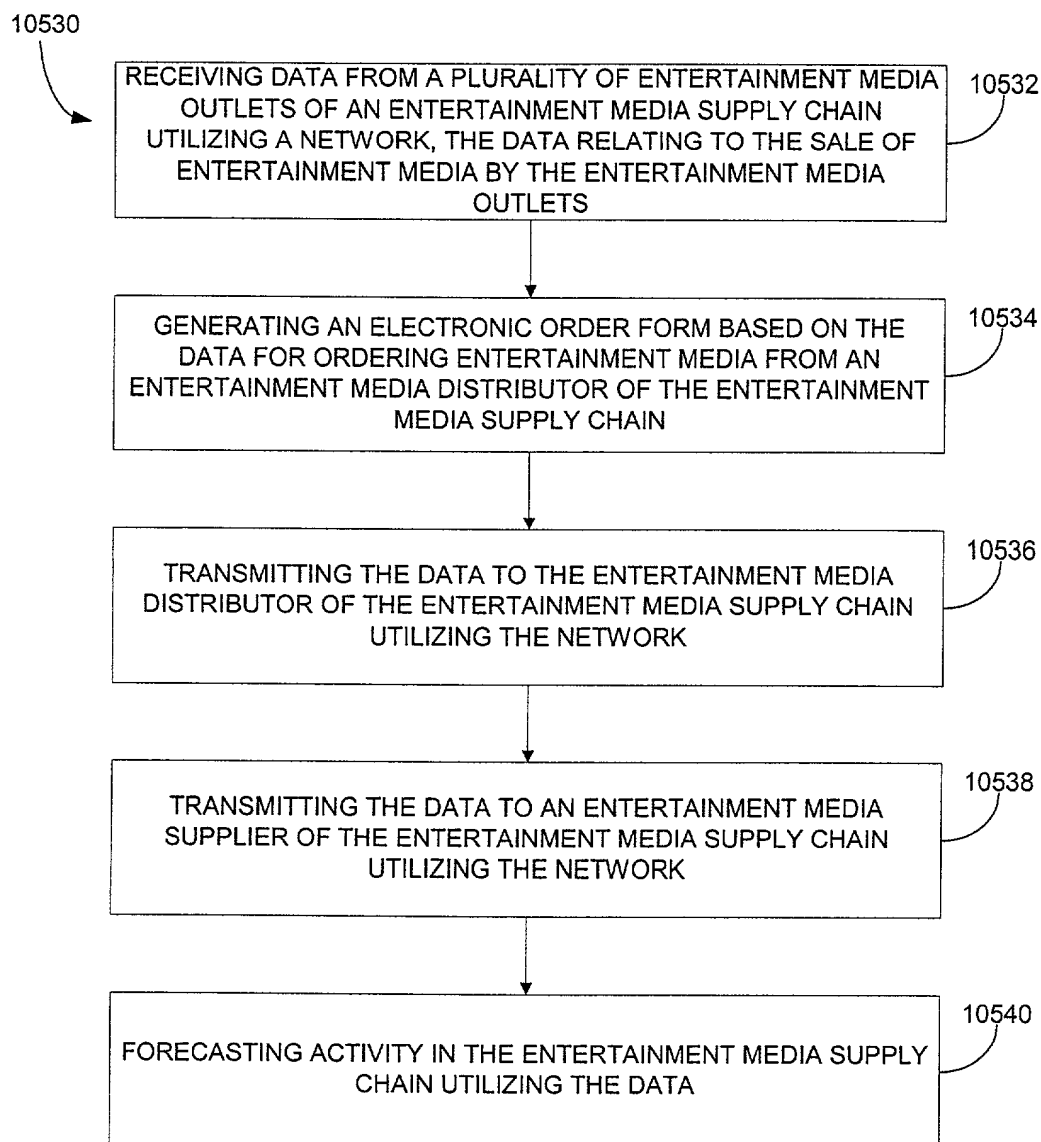 10530
RECEIVING DATA FROM A PLURALITY OF ENTERTAINMENT MEDIA
OUTLETS OF AN ENTERTAINMENT MEDIA SUPPLY CHAIN
UTILIZING A NETWORK, THE DATA RELATING TO THE SALE OF
ENTERTAINMENT MEDIA BY THE ENTERTAINMENT MEDIA
OUTLETS
10532
GENERATING AN ELECTRONIC ORDER FORM BASED ON THE
DATA FOR ORDERING ENTERTAINMENT MEDIA FROM AN
ENTERTAINMENT MEDIA DISTRIBUTOR OF THE ENTERTAINMENT
MEDIA SUPPLY CHAIN
10534
TRANSMITTING THE DATA TO THE ENTERTAINMENT MEDIA
DISTRIBUTOR OF THE ENTERTAINMENT MEDIA SUPPLY CHAIN
UTILIZING THE NETWORK
10536
TRANSMITTING THE DATA TO AN ENTERTAINMENT MEDIA
SUPPLIER OF THE ENTERTAINMENT MEDIA SUPPLY CHAIN
UTILIZING THE NETWORK
10538
FORECASTING ACTIVITY IN THE ENTERTAINMENT MEDIA SUPPLY
CHAIN UTILIZING THE DATA
10540